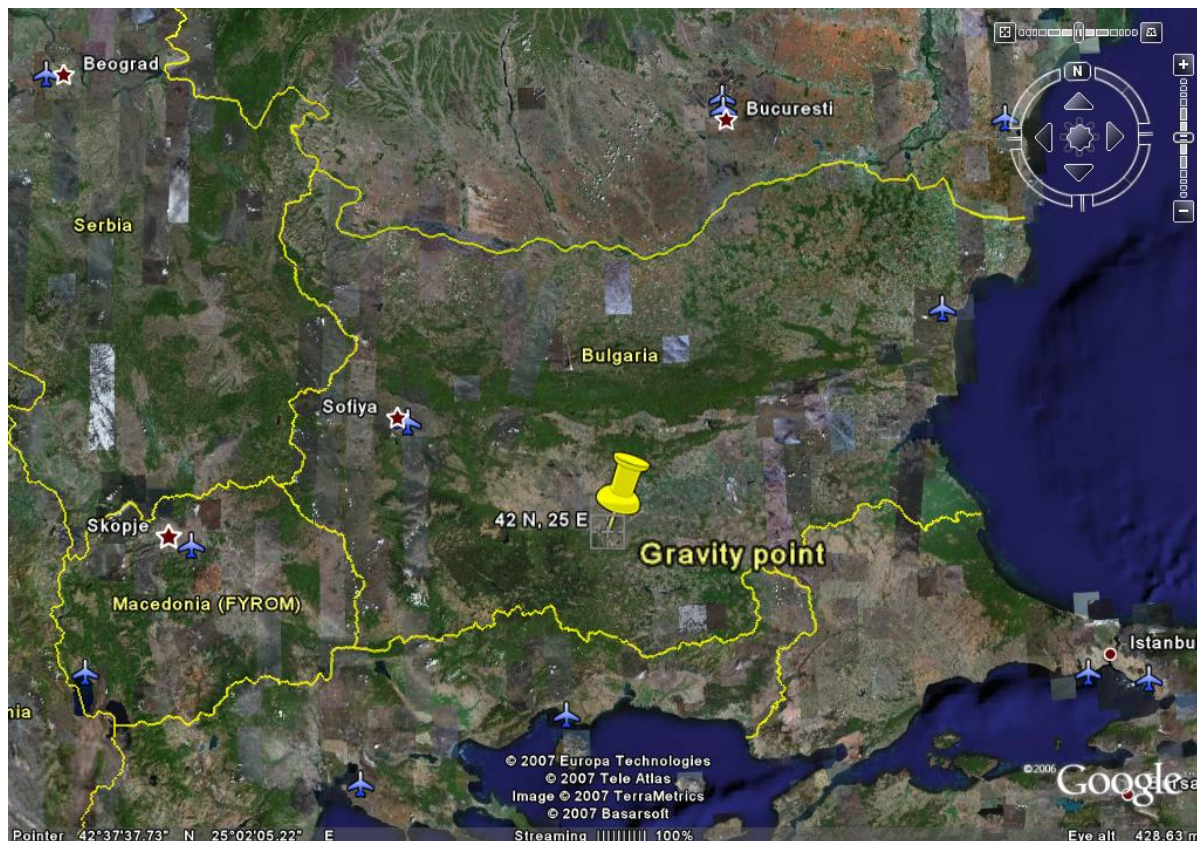 Beograd
N
Bucuresti
Serbia
Bulgaria
Sofiya
42 N, 25 E
Skopje
Gravity point
Macedonia (FYROM)
Istanbu
nia
© 2007 Europa Technologies
© 2007 Tele Atlas
Image © 2007 TerraMetrics
© 2007 Basarsoft
©2006 Google
Pointer 42°37'37.73" N 25°02'05.22" E Streaming 100% Eye alt 428.63 m